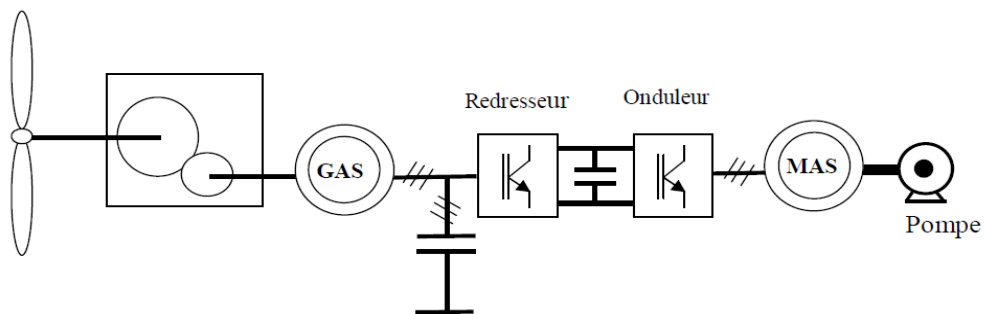 Redresseur
Onduleur
GAS
MAS
Pompe